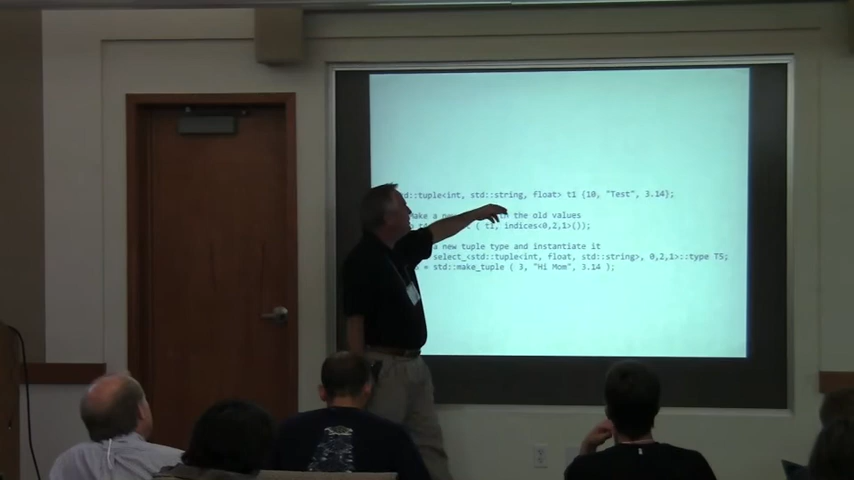 std::tuple<int, std::string, float> t1 {10, "Test", 3.14};
Make a new the old values
( t1, indices<0,2,1>());
a new tuple type and instantiate it
select_<std::tuple<int, float, std::string>, 0,2,1>::type T5;
= std::make_tuple ( 3, "Hi Mom", 3.14 );